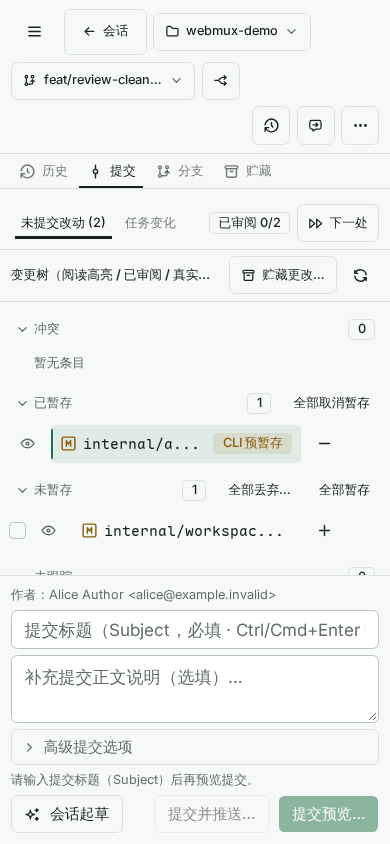 会话
webmux-demo
feat/review-clean...
历史
提交
分支
贮藏
未提交改动 (2)
任务变化
已审阅 0/2
下一处
变更树（阅读高亮 / 已审阅 / 真实...
贮藏更改...
冲突
0
暂无条目
已暂存
1
全部取消暂存
M
internal/a...
CLI 预暂存
未暂存
1
全部丢弃...
全部暂存
M
internal/workspac...
作者：Alice Author <alice@example.invalid>
提交标题（Subject，必填 · Ctrl/Cmd+Enter
补充提交正文说明（选填）...
高级提交选项
请输入提交标题（Subject）后再预览提交。
会话起草
提交并推送...
提交预览...